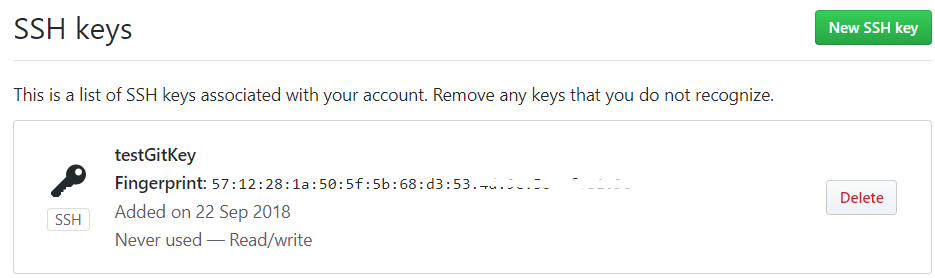 SSH keys
New SSH key
This is a list of SSH keys associated with your account. Remove any keys that you do not recognize.
testGitKey
Fingerprint: 57:12:28:1a:50:5f:5b:68:d3:53:
SSH
Added on 22 Sep 2018
Never used — Read/write
Delete